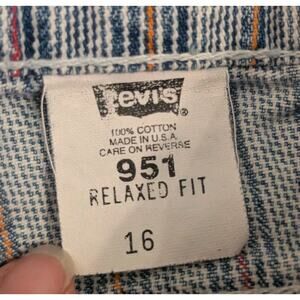 Levi's ®
100% COTTON
MADE IN U.S.A.
CARE ON REVERSE
951
RELAXED FIT
16